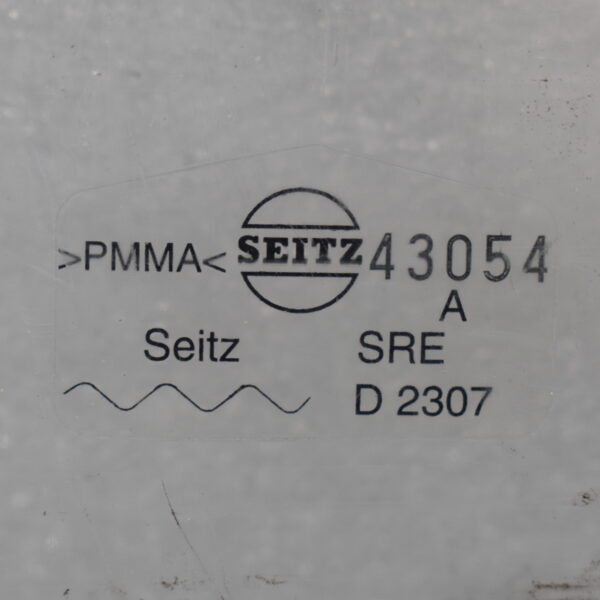 >PMMA< SEITZ 43054
A
Seitz SRE
D 2307